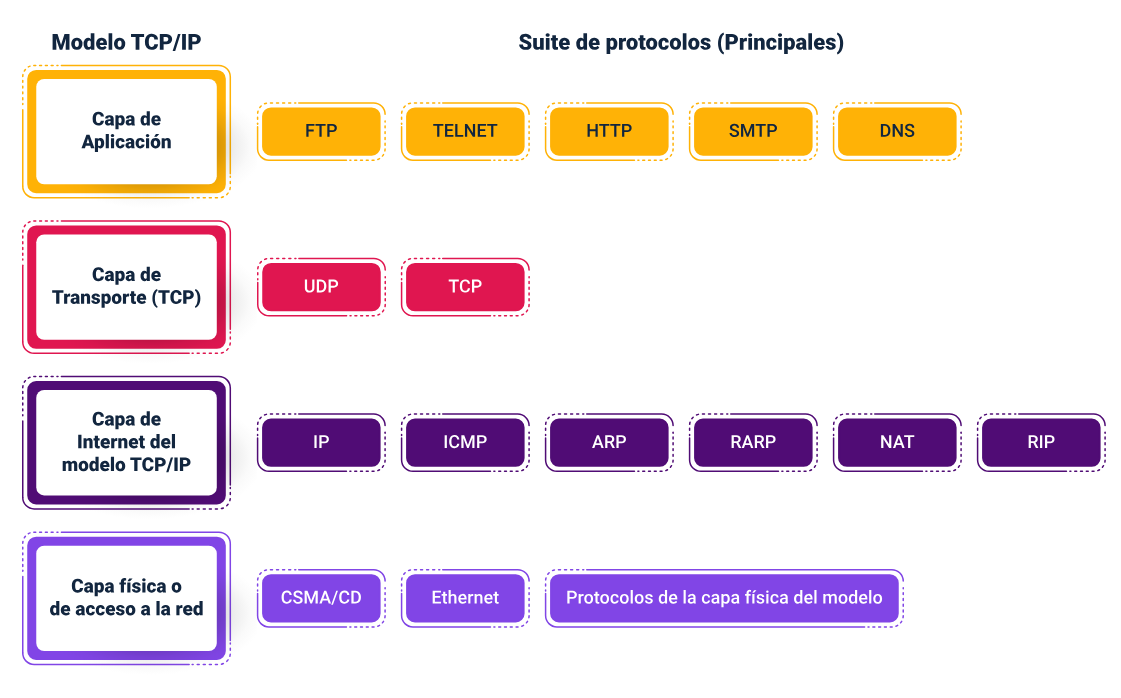 Modelo TCP/IP
Suite de protocolos (Principales)
Capa de
Aplicación
FTP
TELNET
HTTP
SMTP
DNS
Capa de
Transporte (TCP)
UDP
TCP
Capa de
Internet del
modelo TCP/IP
IP
ICMP
ARP
RARP
NAT
RIP
Capa física o
de acceso a la red
CSMA/CD
Ethernet
Protocolos de la capa física del modelo